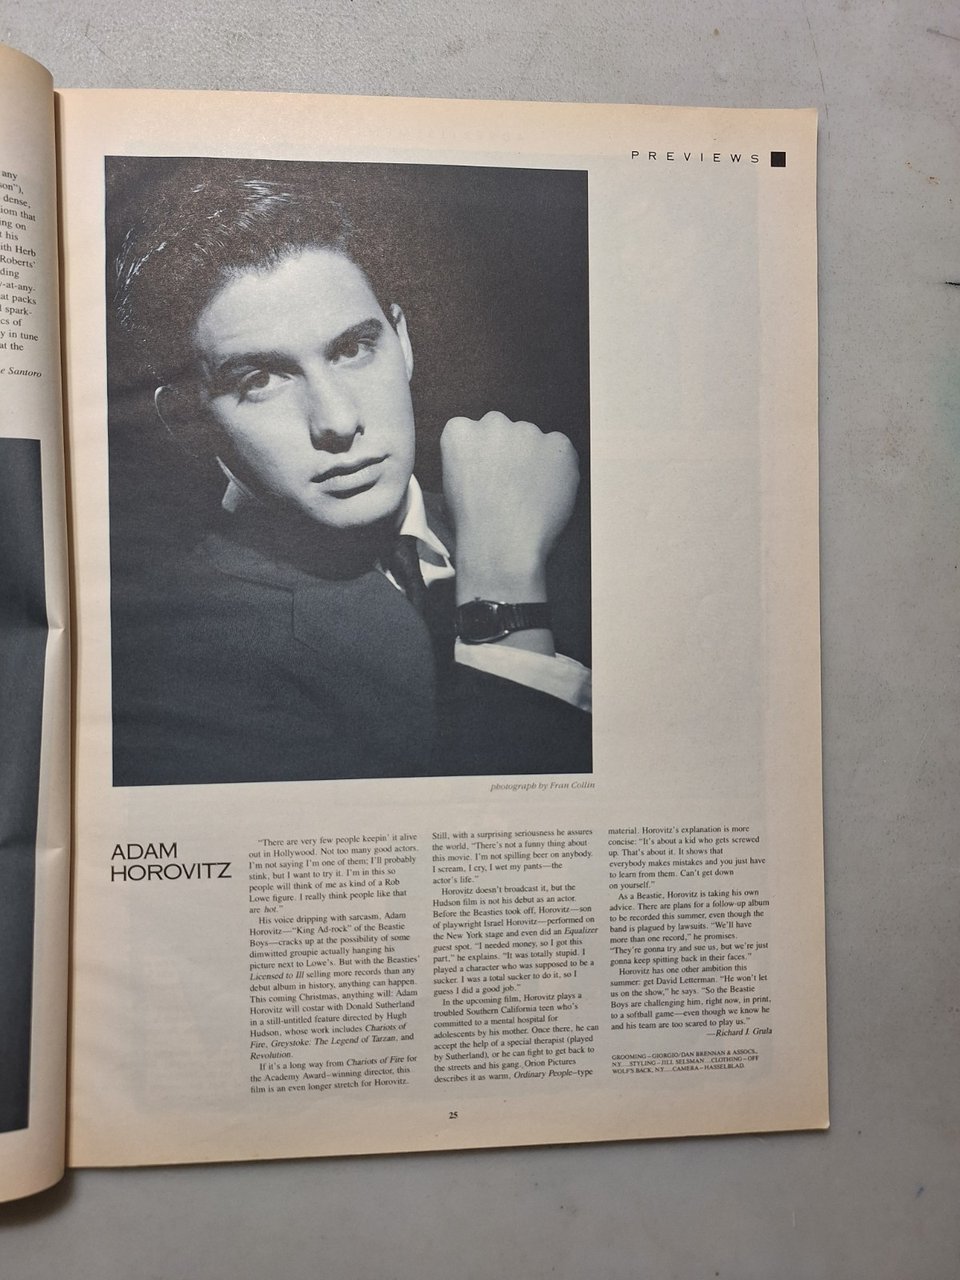 any
son"),
dense,
iom that
ng on
t his
ith Herb
Roberts'
ding
y-at-any-
at packs
l spark-
cs of
y in tune
at the
e Santoro
PREVIEWS
photograph by Fran Collin
ADAM
HOROVITZ
"There are very few people keepin' it alive
out in Hollywood. Not too many good actors.
I'm not saying I'm one of them; I'll probably
stink, but I want to try it. I'm in this so
people will think of me as kind of a Rob
Lowe figure. I really think people like that
are hot."
His voice dripping with sarcasm, Adam
Horovitz—"King Ad-rock" of the Beastie
Boys—cracks up at the possibility of some
dimwitted groupie actually hanging his
picture next to Lowe's. But with the Beasties'
Licensed to Ill selling more records than any
debut album in history, anything can happen.
This coming Christmas, anything will: Adam
Horovitz will costar with Donald Sutherland
in a still-untitled feature directed by Hugh
Hudson, whose work includes Chariots of
Fire, Greystoke: The Legend of Tarzan, and
Revolution.
If it's a long way from Chariots of Fire for
the Academy Award–winning director, this
film is an even longer stretch for Horovitz.
Still, with a surprising seriousness he assures
the world, "There's not a funny thing about
this movie. I'm not spilling beer on anybody.
I scream, I cry, I wet my pants—the
actor's life."
Horovitz doesn't broadcast it, but the
Hudson film is not his debut as an actor.
Before the Beasties took off, Horovitz—son
of playwright Israel Horovitz—performed on
the New York stage and even did an Equalizer
guest spot. "I needed money, so I got this
part," he explains. "It was totally stupid. I
played a character who was supposed to be a
sucker. I was a total sucker to do it, so I
guess I did a good job."
In the upcoming film, Horovitz plays a
troubled Southern California teen who's
committed to a mental hospital for
adolescents by his mother. Once there, he can
accept the help of a special therapist (played
by Sutherland), or he can fight to get back to
the streets and his gang. Orion Pictures
describes it as warm, Ordinary People–type
material. Horovitz's explanation is more
concise: "It's about a kid who gets screwed
up. That's about it. It shows that
everybody makes mistakes and you just have
to learn from them. Can't get down
on yourself."
As a Beastie, Horovitz is taking his own
advice. There are plans for a follow-up album
to be recorded this summer, even though the
band is plagued by lawsuits. "We'll have
more than one record," he promises.
"They're gonna try and sue us, but we're just
gonna keep spitting back in their faces."
Horovitz has one other ambition this
summer: get David Letterman. "He won't let
us on the show," he says. "So the Beastie
Boys are challenging him, right now, in print,
to a softball game—even though we know he
and his team are too scared to play us."
—Richard J. Grula
GROOMING–GIORGIO/DAN BRENNAN & ASSOCS.,
NY....STYLING–JILL SELSMAN...CLOTHING–OFF
WOLF'S BACK, NY....CAMERA–HASSELBLAD.
25